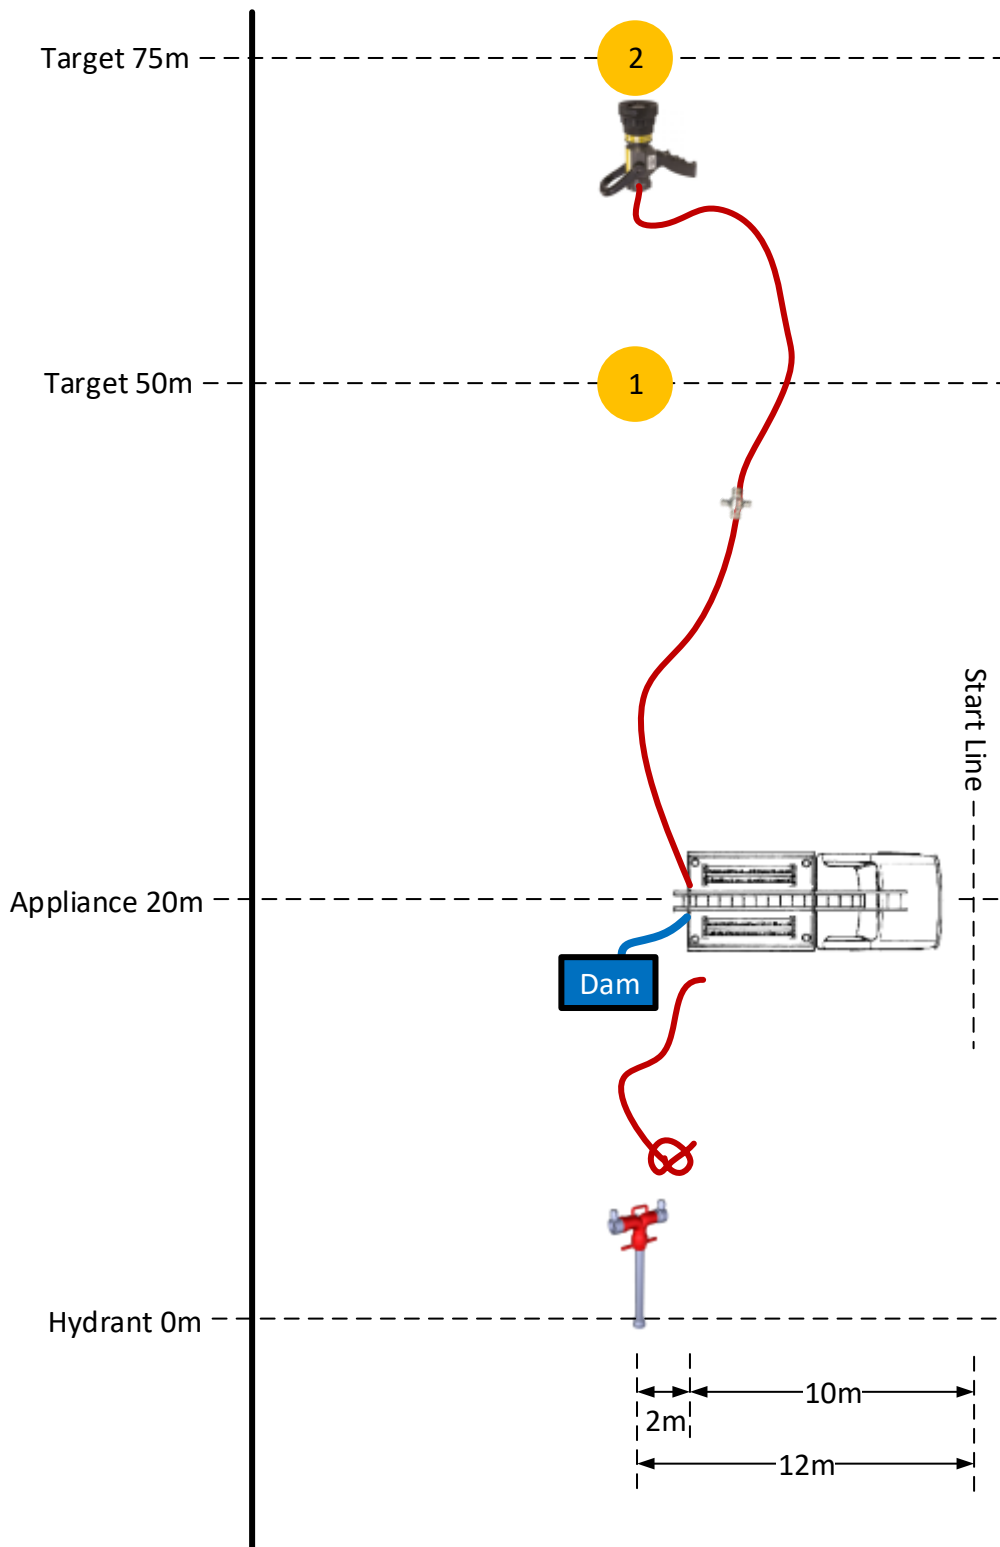 Target 75m
2
Target 50m
1
Start Line
Appliance 20m
Dam
Hydrant 0m
10m
2m
12m